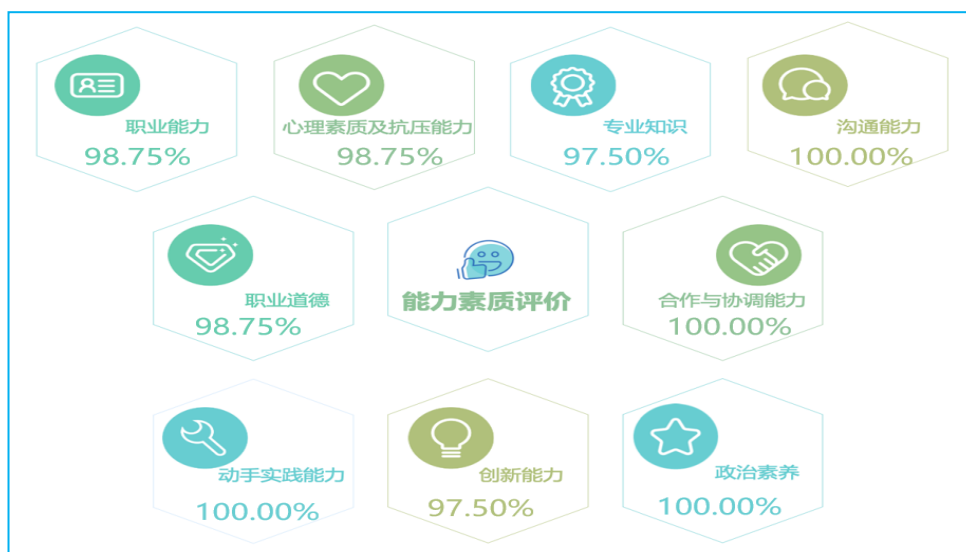 职业能力
98.75%
心理素质及抗压能力
98.75%
专业知识
97.50%
沟通能力
100.00%
职业道德
98.75%
能力素质评价
合作与协调能力
100.00%
动手实践能力
100.00%
创新能力
97.50%
政治素养
100.00%